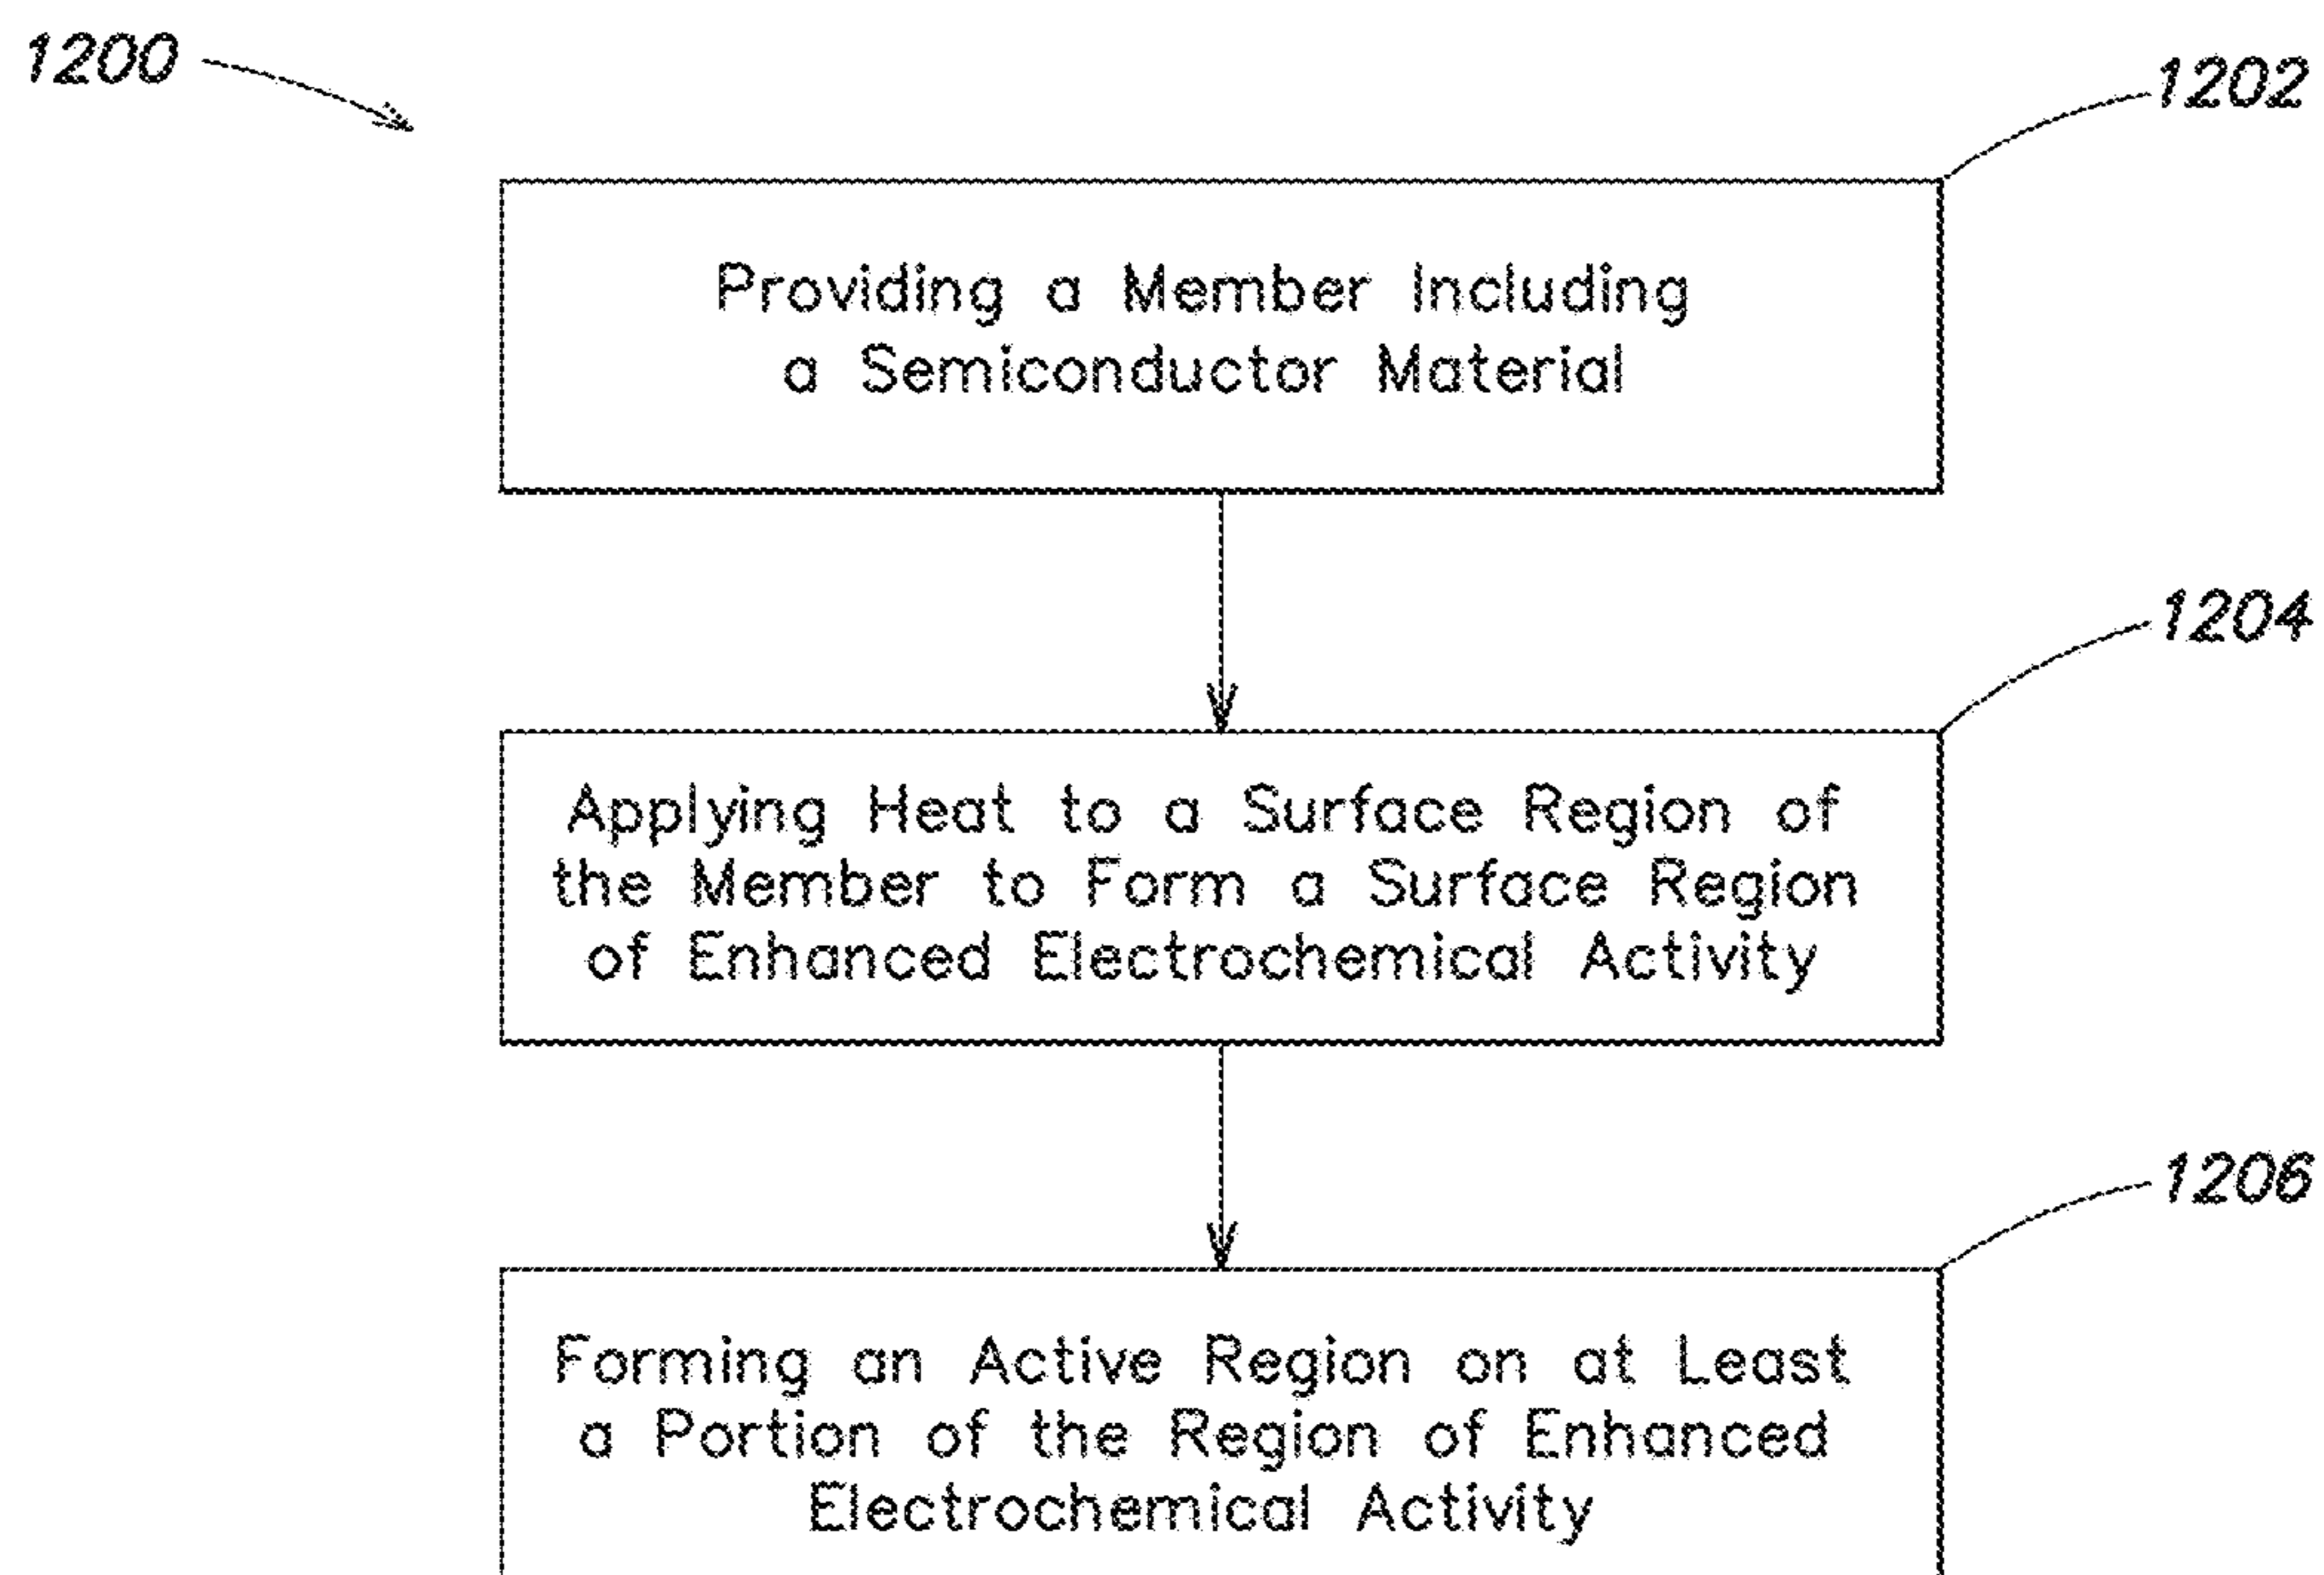 1200
1202
Providing a Member Including
a Semiconductor Material
1204
Applying Heat to a Surface Region of
the Member to Form a Surface Region
of Enhanced Electrochemical Activity
1206
Forming an Active Region on at Least
a Portion of the Region of Enhanced
Electrochemical Activity